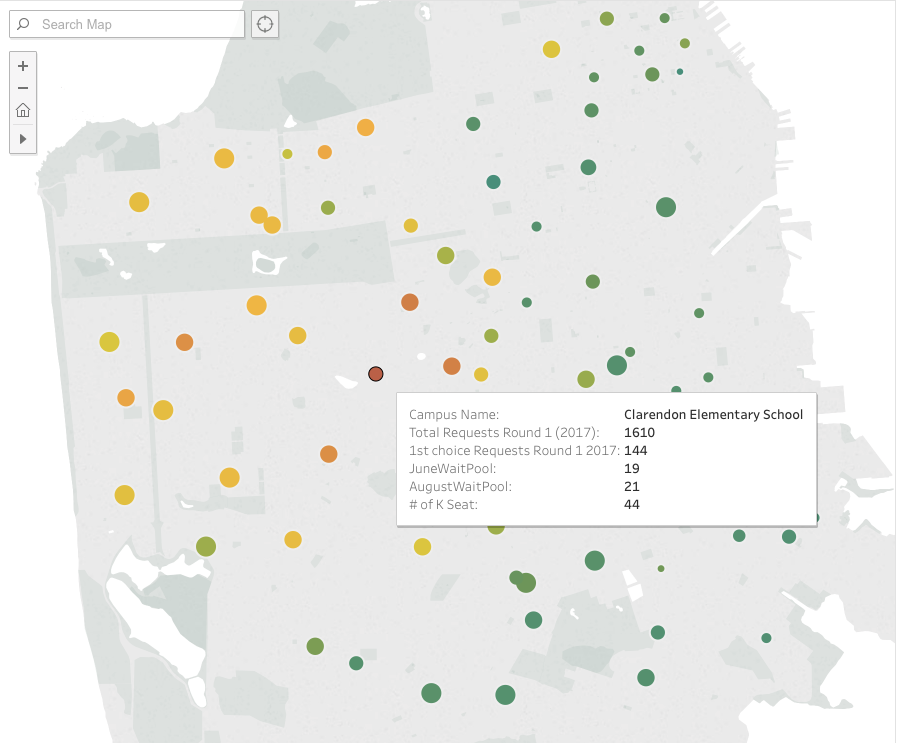 Search Map
Campus Name: Clarendon Elementary School
Total Requests Round 1 (2017): 1610
1st choice Requests Round 1 2017: 144
JuneWaitPool: 19
AugustWaitPool: 21
# of K Seat: 44